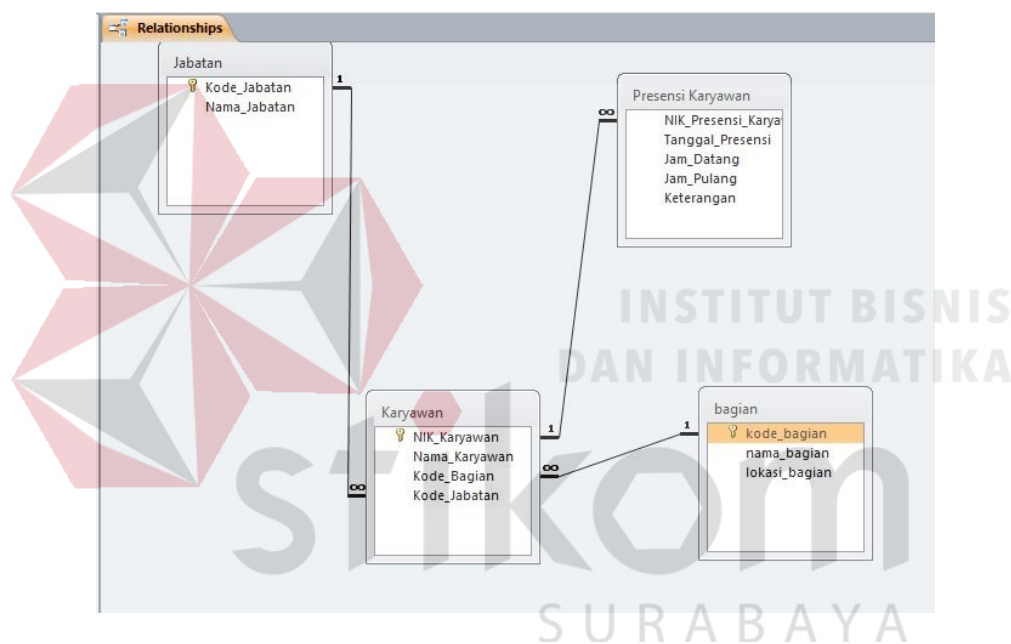 Relationships
Jabatan
1
Kode_Jabatan
Nama_Jabatan
Presensi Karyawan
∞
NIK_Presensi_Karya
Tanggal_Presensi
Jam_Datang
Jam_Pulang
Keterangan
INSTITUT BISNIS
DAN INFORMATIKA
Karyawan
1
NIK_Karyawan
Nama_Karyawan
∞
Kode_Bagian
∞
Kode_Jabatan
bagian
1
kode_bagian
nama_bagian
lokasi_bagian
stikom
SURABAYA